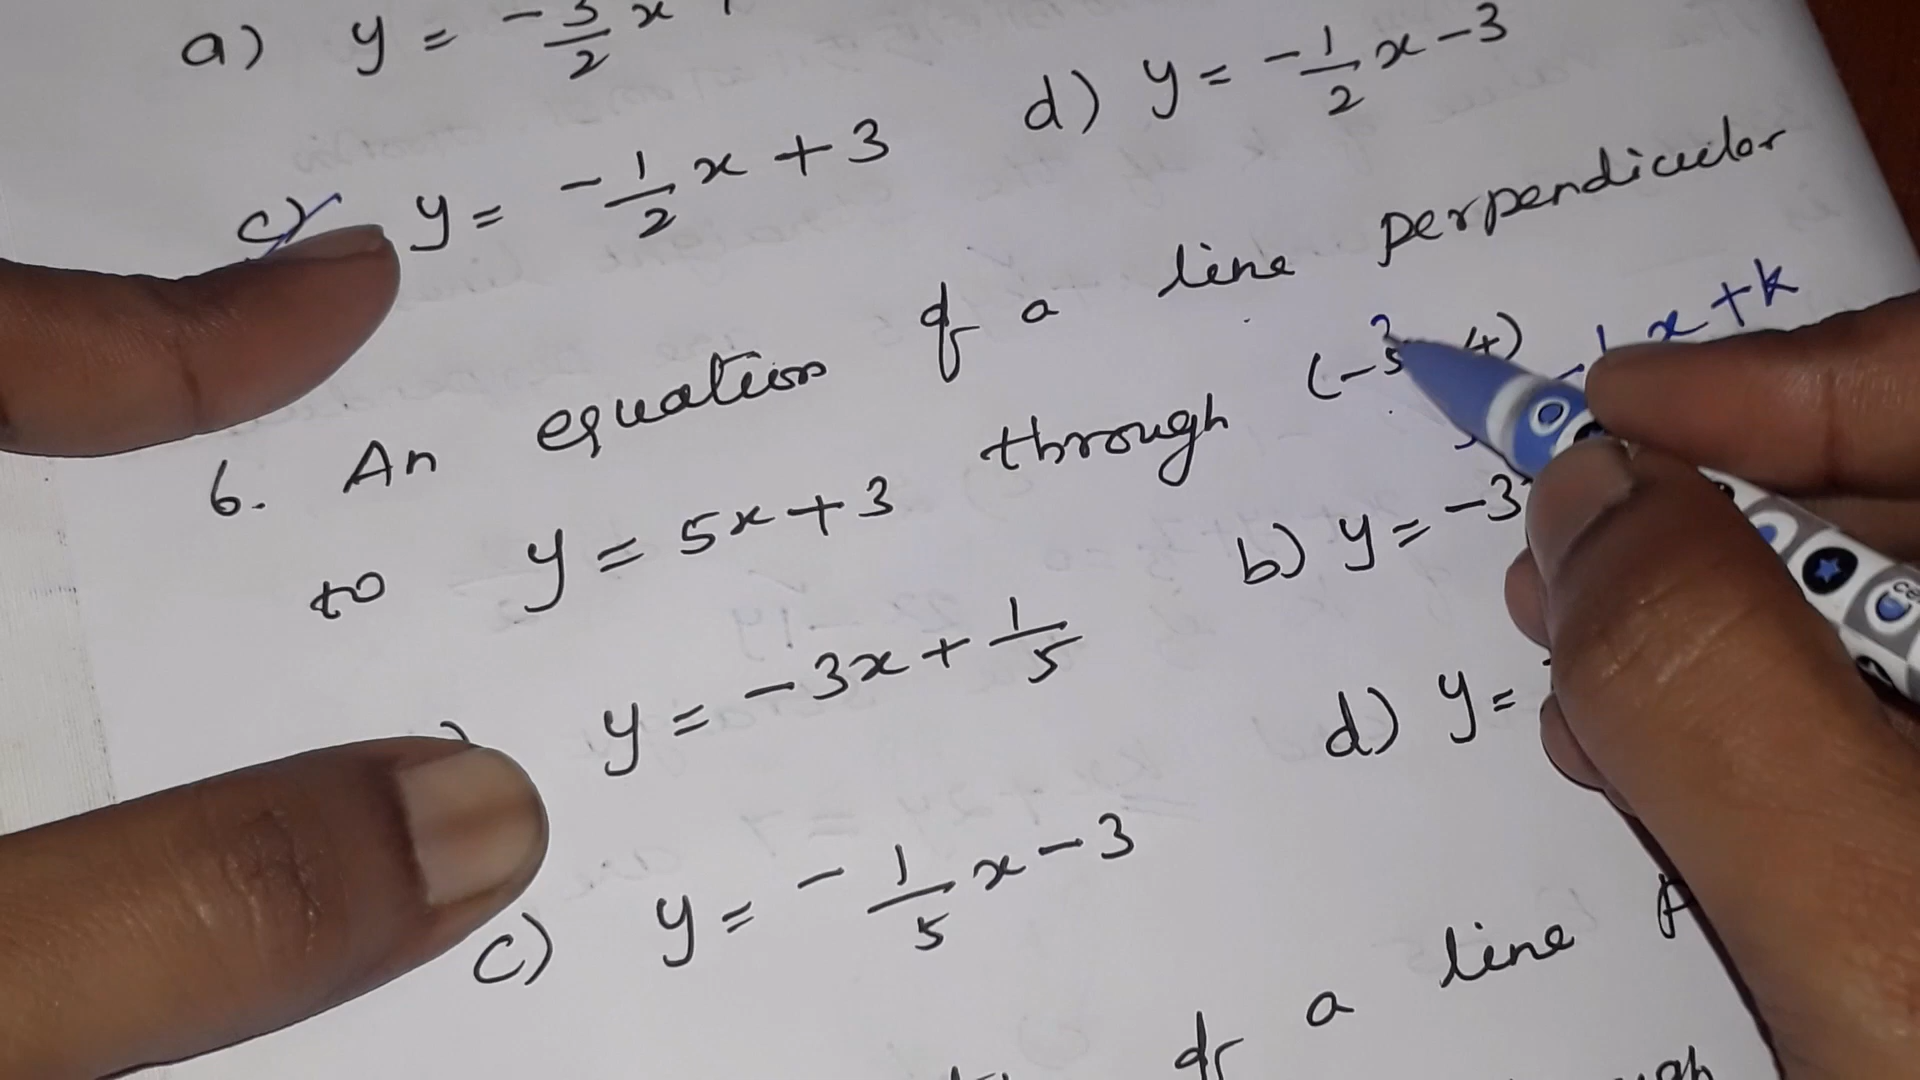 a) y = -3/2 x
d) y = -1/2 x - 3
c) y = -1/2 x + 3
6. An equation of a line perpendicular
to y = 5x + 3 through (-5, 4)
x + k
y = -3x + 1/5
b) y = -3
c) y = -1/5 x - 3
d) y =
a line